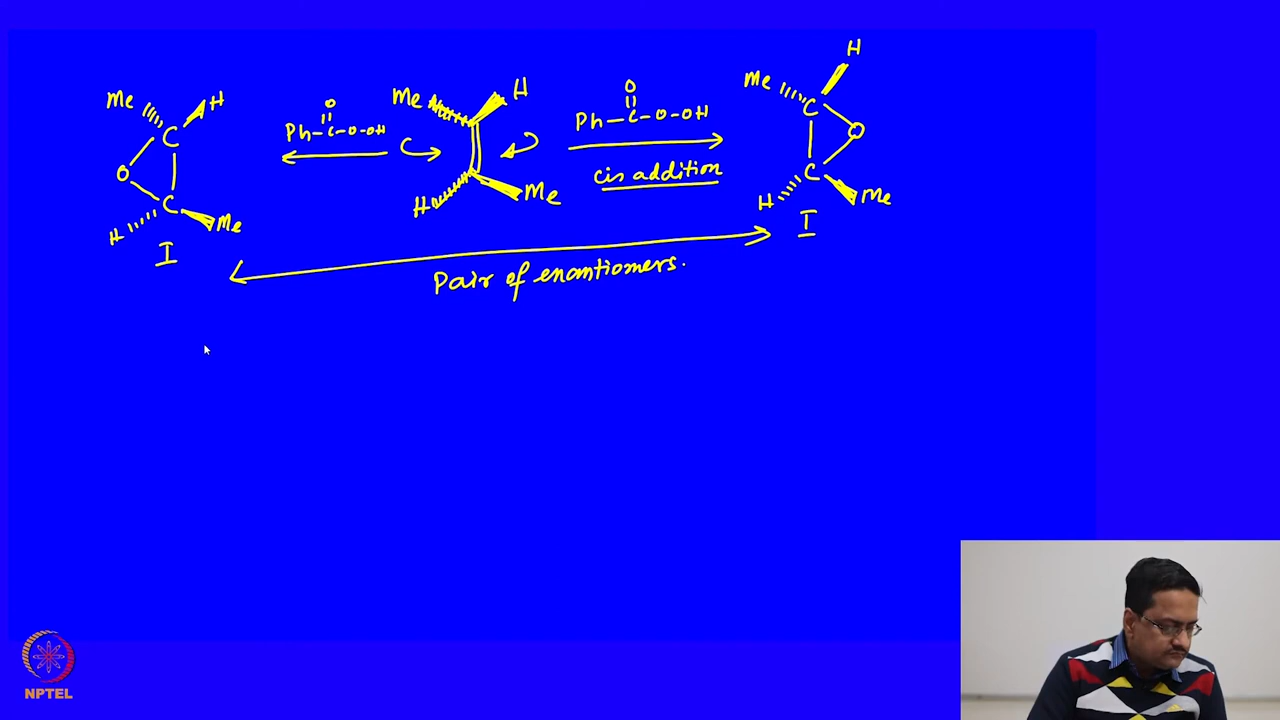 Me H
O
C
C
H Me
I
O
Ph-C-O-OH
Me H
H Me
O
Ph-C-O-OH
cis addition
H
Me
C
O
C
H Me
I
Pair of enantiomers.
NPTEL